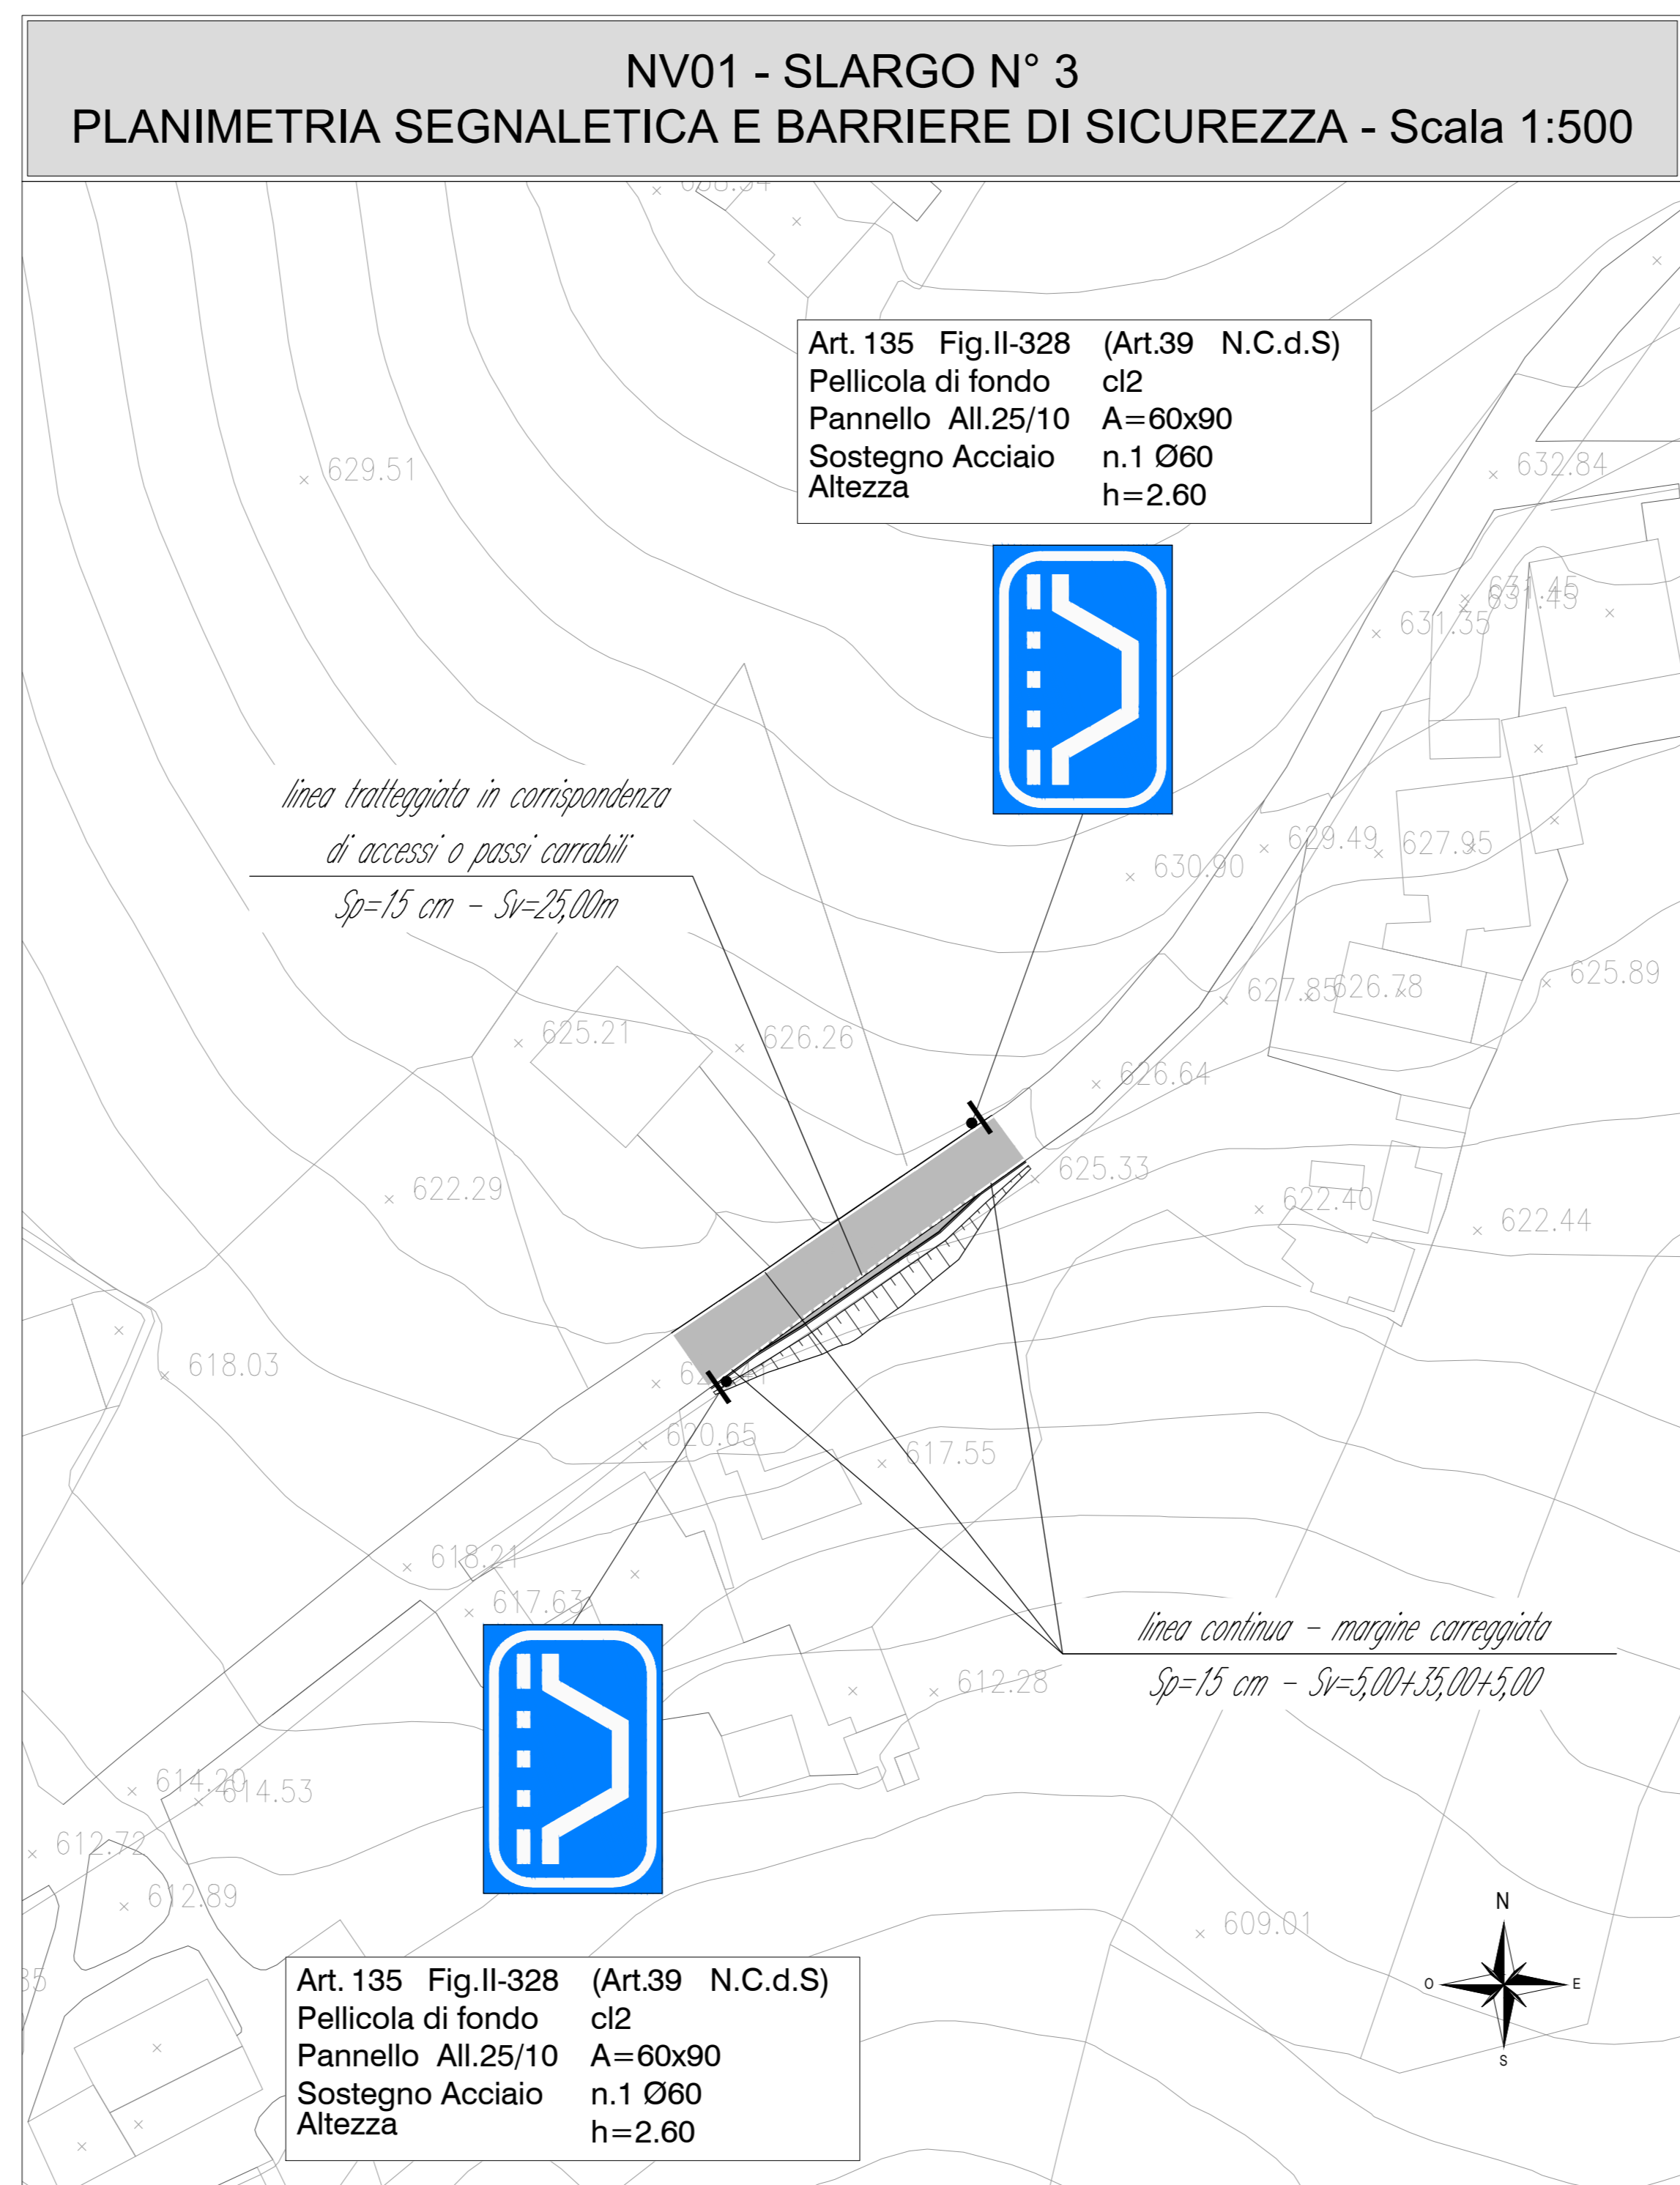 NV01 - SLARGO N° 3
PLANIMETRIA SEGNALETICA E BARRIERE DI SICUREZZA - Scala 1:500
Art. 135 Fig.II-328 (Art.39 N.C.d.S)
Pellicola di fondo cl2
Pannello All.25/10 A=60x90
Sostegno Acciaio n.1 Ø60
Altezza h=2.60
629.51
632.84
631.45
631.35
linea tratteggiata in corrispondenza
di accessi o passi carrabili
Sp=15 cm - Sv=25,00m
629.49
627.95
630.90
625.89
627.85
626.78
625.21
626.26
626.64
625.33
622.29
622.40
622.44
618.03
620.65
617.55
618.21
617.63
linea continua - margine carreggiata
Sp=15 cm - Sv=5,00+35,00+5,00
612.28
614.20
614.53
612.72
612.89
609.01
N
O
E
S
Art. 135 Fig.II-328 (Art.39 N.C.d.S)
Pellicola di fondo cl2
Pannello All.25/10 A=60x90
Sostegno Acciaio n.1 Ø60
Altezza h=2.60